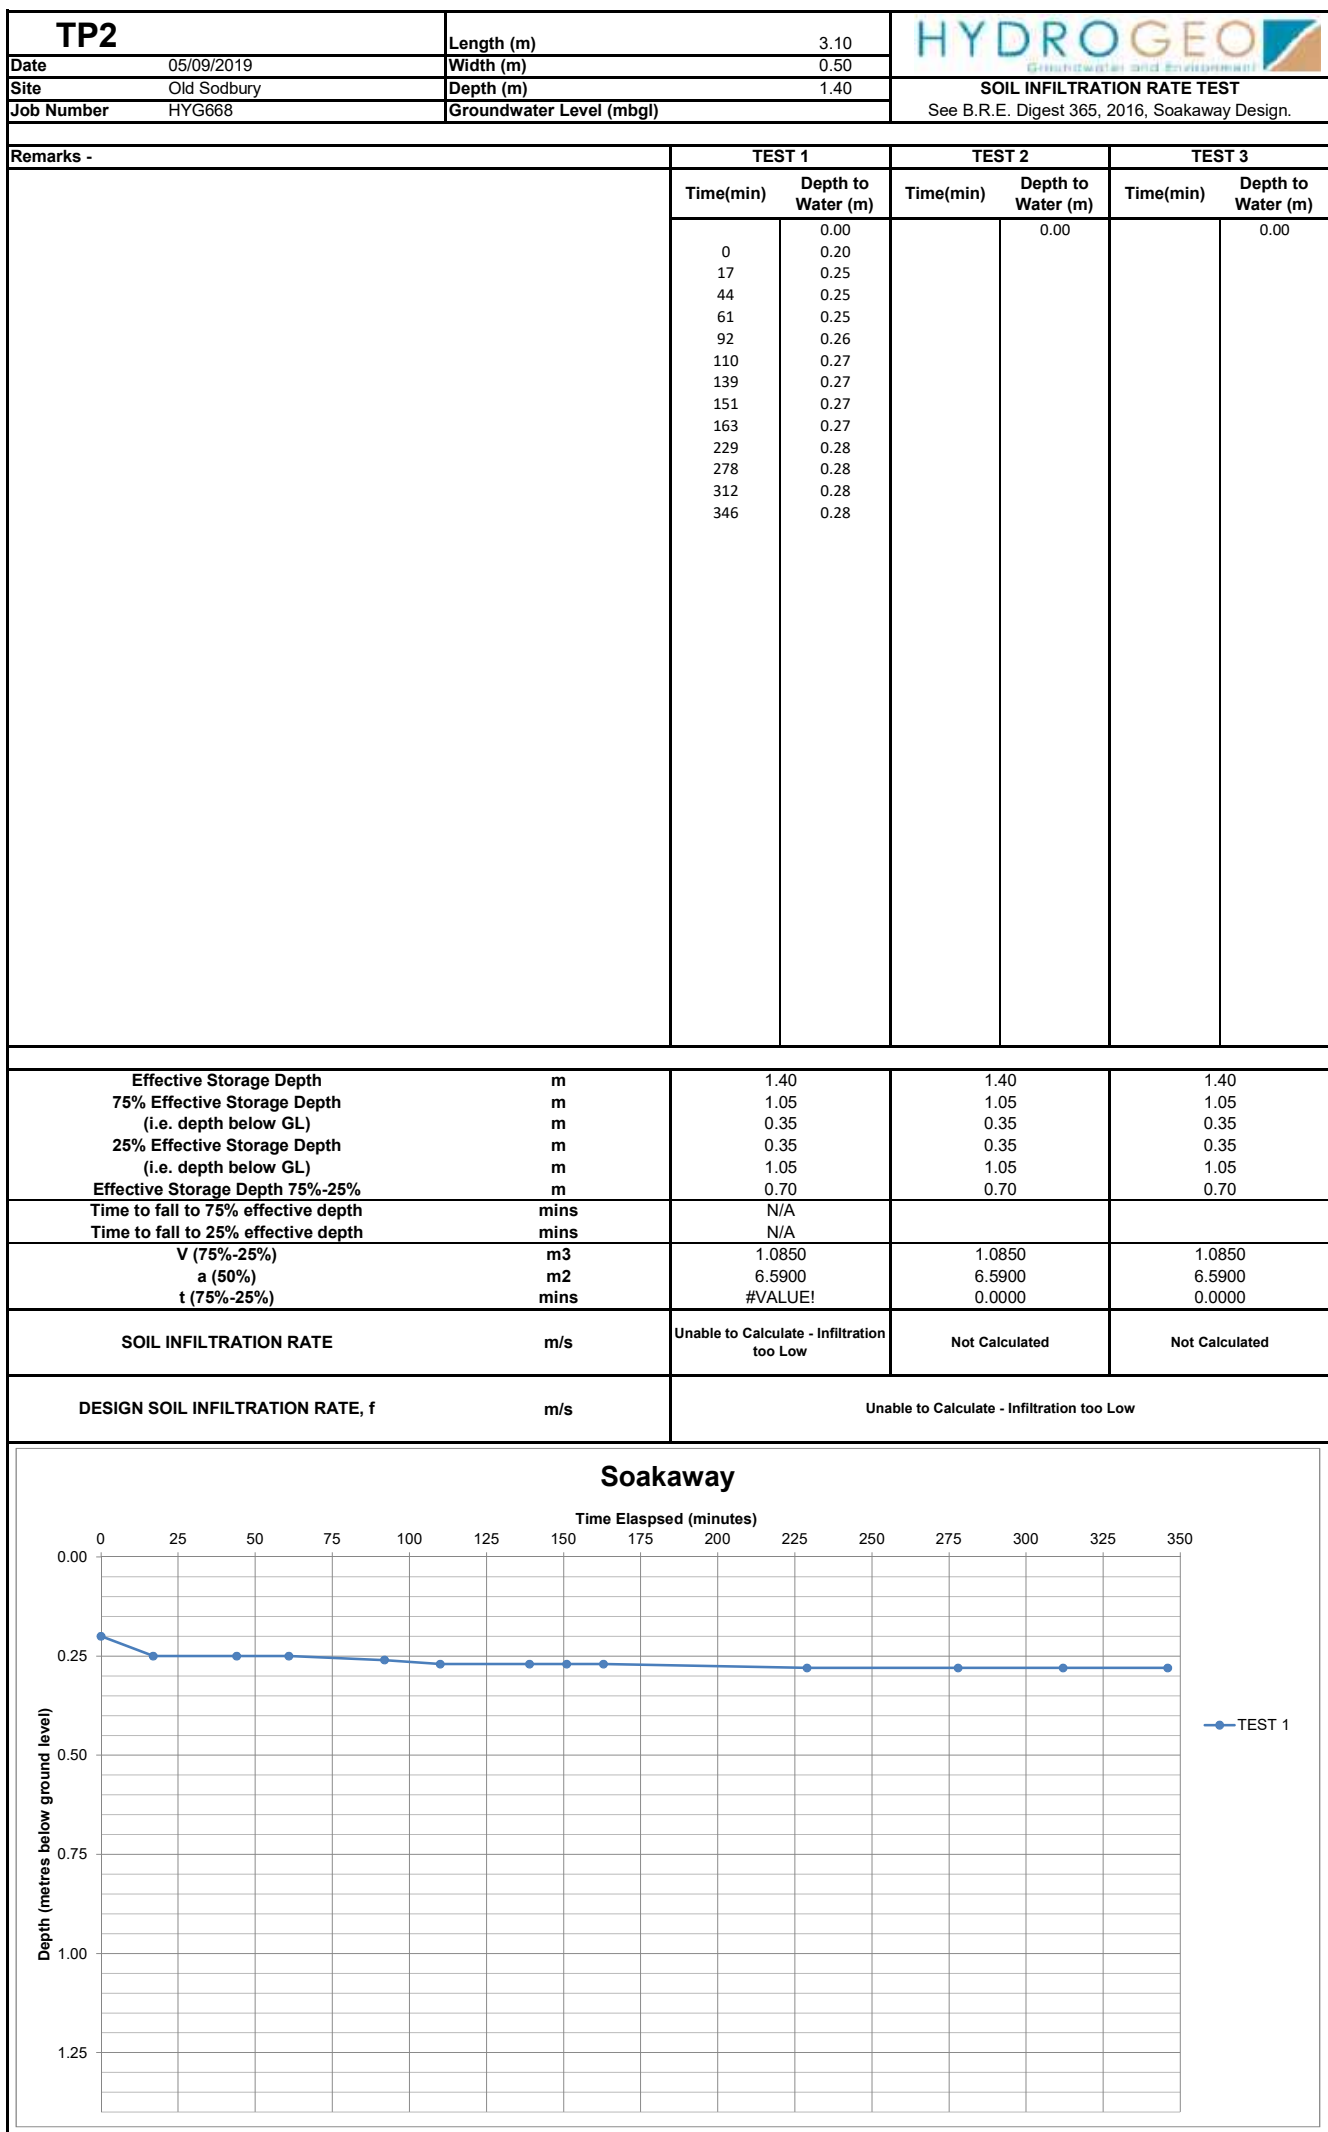 TP2
Length (m) 3.10
HYDROGEO
Groundwater and Environment
Date 05/09/2019 Width (m) 0.50
Site Old Sodbury Depth (m) 1.40 SOIL INFILTRATION RATE TEST
Job Number HYG668 Groundwater Level (mbgl) See B.R.E. Digest 365, 2016, Soakaway Design.
Remarks - TEST 1 TEST 2 TEST 3
Time(min) Depth to Water (m) Time(min) Depth to Water (m) Time(min) Depth to Water (m)
0.00 0.00 0.00
0 0.20
17 0.25
44 0.25
61 0.25
92 0.26
110 0.27
139 0.27
151 0.27
163 0.27
229 0.28
278 0.28
312 0.28
346 0.28
Effective Storage Depth m 1.40 1.40 1.40
75% Effective Storage Depth m 1.05 1.05 1.05
(i.e. depth below GL) m 0.35 0.35 0.35
25% Effective Storage Depth m 0.35 0.35 0.35
(i.e. depth below GL) m 1.05 1.05 1.05
Effective Storage Depth 75%-25% m 0.70 0.70 0.70
Time to fall to 75% effective depth mins N/A
Time to fall to 25% effective depth mins N/A
V (75%-25%) m3 1.0850 1.0850 1.0850
a (50%) m2 6.5900 6.5900 6.5900
t (75%-25%) mins #VALUE! 0.0000 0.0000
SOIL INFILTRATION RATE m/s Unable to Calculate - Infiltration too Low Not Calculated Not Calculated
DESIGN SOIL INFILTRATION RATE, f m/s Unable to Calculate - Infiltration too Low
Soakaway
Time Elaspsed (minutes)
0 25 50 75 100 125 150 175 200 225 250 275 300 325 350
0.00
0.25
0.50
0.75
1.00
1.25
Depth (metres below ground level)
TEST 1